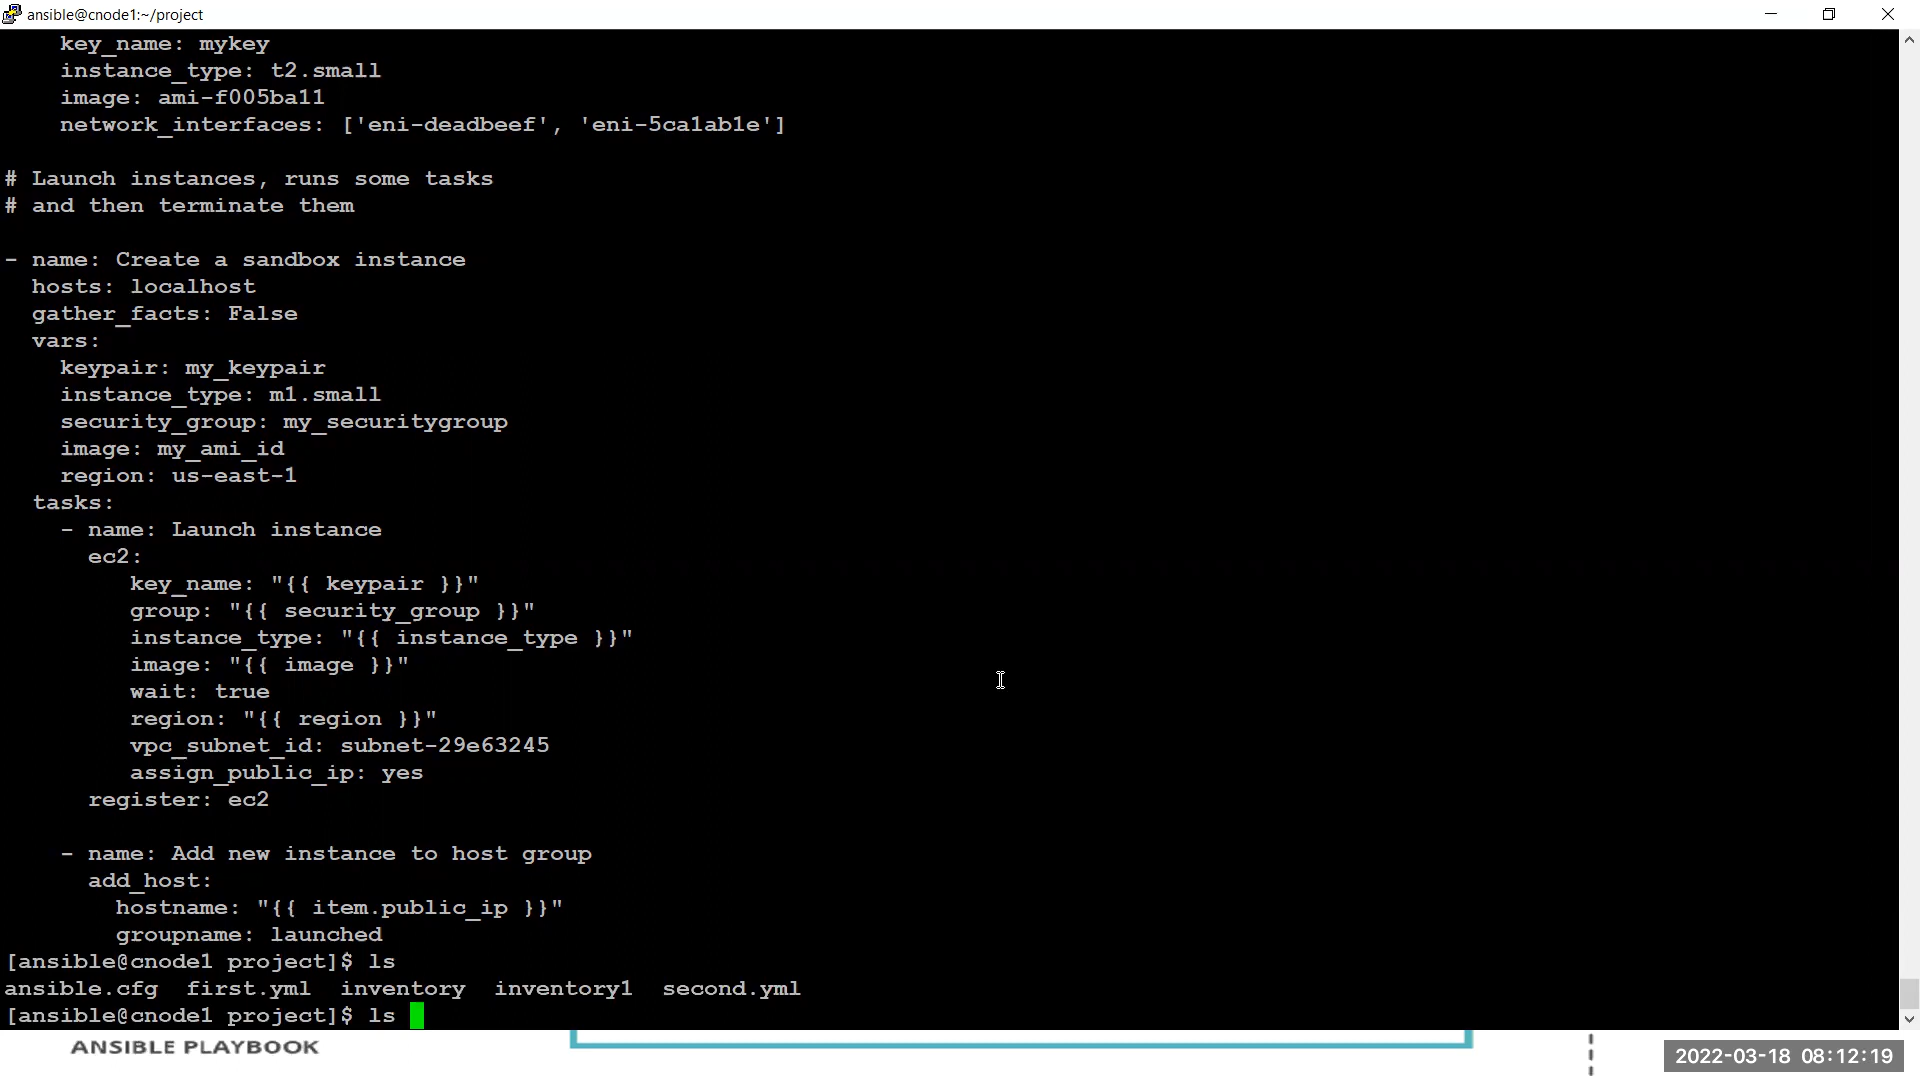 ansible@cnode1:~/project
key_name: mykey
instance_type: t2.small
image: ami-f005ba11
network_interfaces: ['eni-deadbeef', 'eni-5ca1ab1e']
# Launch instances, runs some tasks
# and then terminate them
- name: Create a sandbox instance
hosts: localhost
gather_facts: False
vars:
keypair: my_keypair
instance_type: m1.small
security_group: my_securitygroup
image: my_ami_id
region: us-east-1
tasks:
- name: Launch instance
ec2:
key_name: "{{ keypair }}"
group: "{{ security_group }}"
instance_type: "{{ instance_type }}"
image: "{{ image }}"
wait: true
region: "{{ region }}"
vpc_subnet_id: subnet-29e63245
assign_public_ip: yes
register: ec2
- name: Add new instance to host group
add_host:
hostname: "{{ item.public_ip }}"
groupname: launched
[ansible@cnode1 project]$ ls
ansible.cfg  first.yml  inventory  inventory1  second.yml
[ansible@cnode1 project]$ ls
ANSIBLE PLAYBOOK
2022-03-18 08:12:19